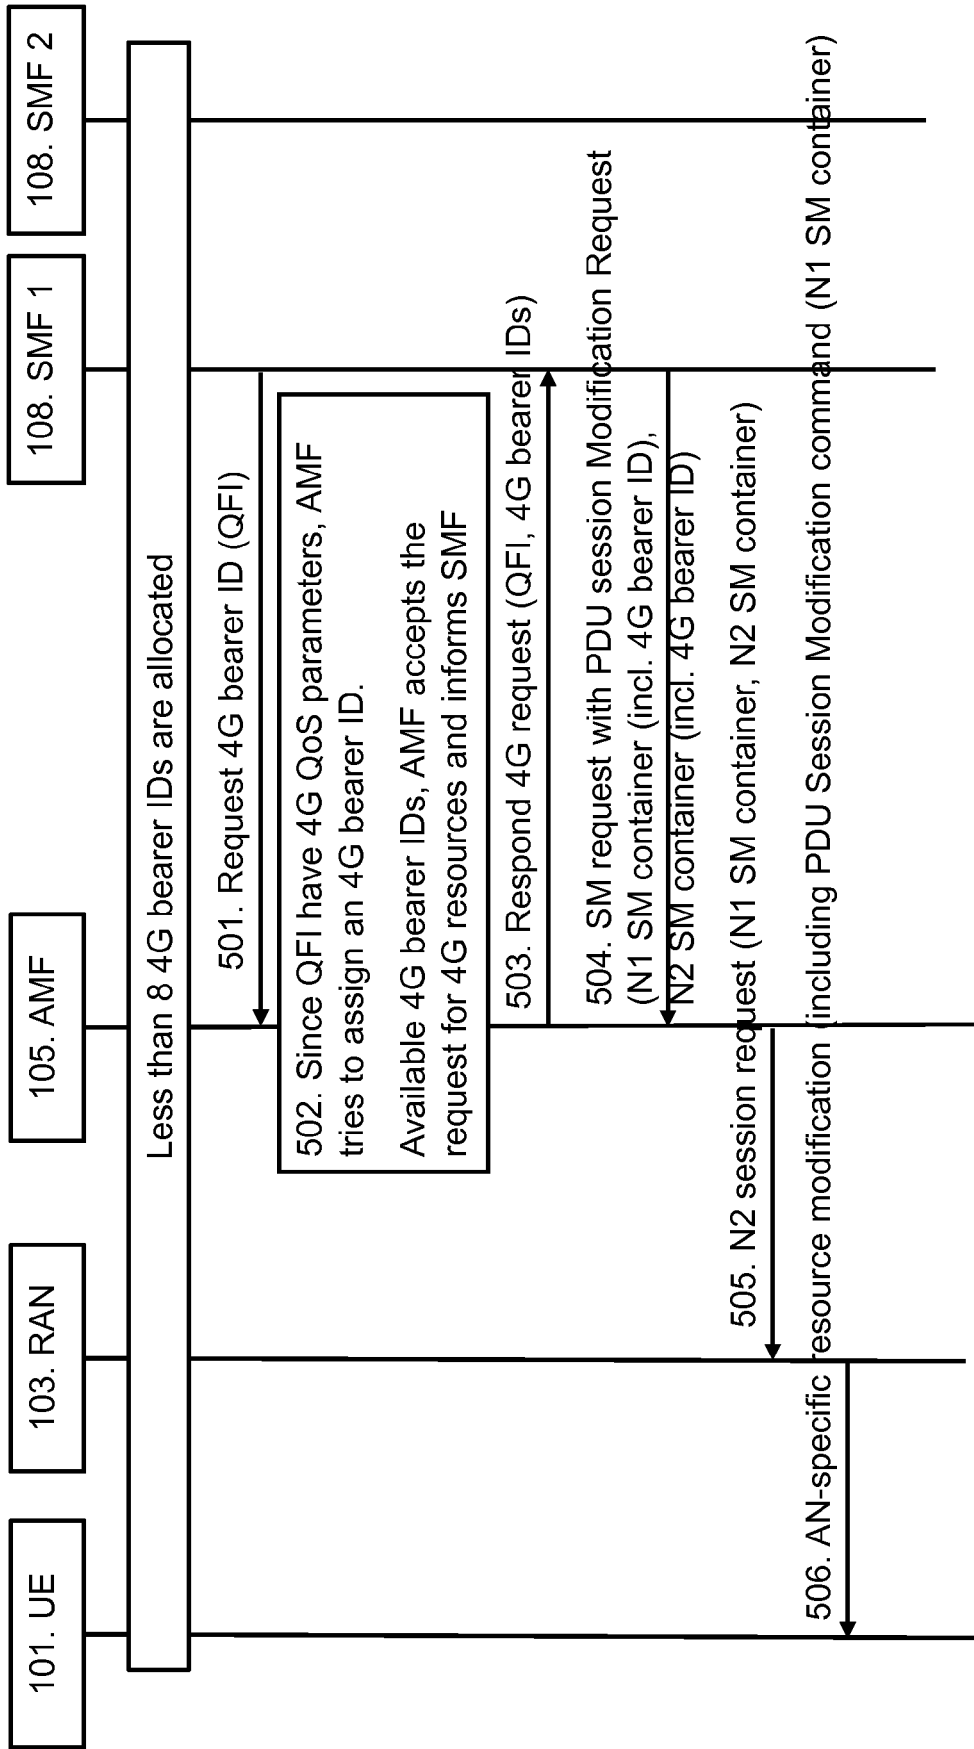 101. UE
103. RAN
105. AMF
108. SMF 1
108. SMF 2
Less than 8 4G bearer IDs are allocated
501. Request 4G bearer ID (QFI)
502. Since QFI have 4G QoS parameters, AMF
tries to assign an 4G bearer ID.
Available 4G bearer IDs, AMF accepts the
request for 4G resources and informs SMF
503. Respond 4G request (QFI, 4G bearer IDs)
504. SM request with PDU session Modification Request
(N1 SM container (incl. 4G bearer ID),
N2 SM container (incl. 4G bearer ID)
505. N2 session request (N1 SM container, N2 SM container)
506. AN-specific resource modification (including PDU Session Modification command (N1 SM container)